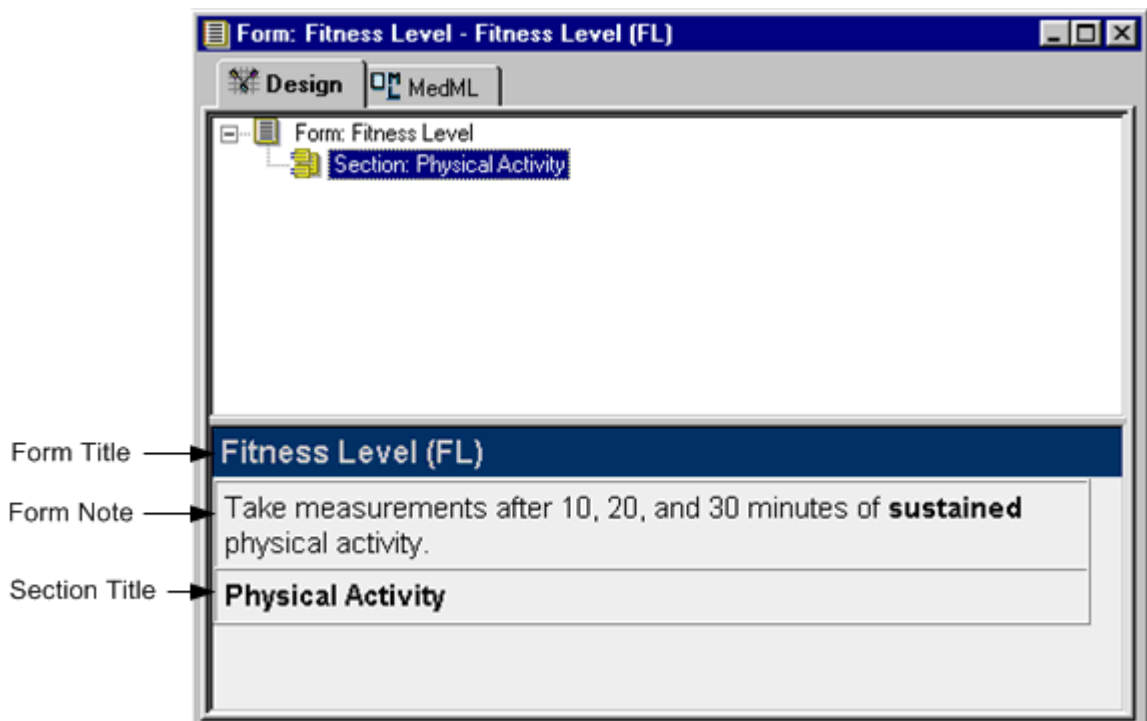 Form: Fitness Level - Fitness Level (FL)
Design
MedML
Form: Fitness Level
Section: Physical Activity
Form Title
Fitness Level (FL)
Form Note
Take measurements after 10, 20, and 30 minutes of sustained
physical activity.
Section Title
Physical Activity